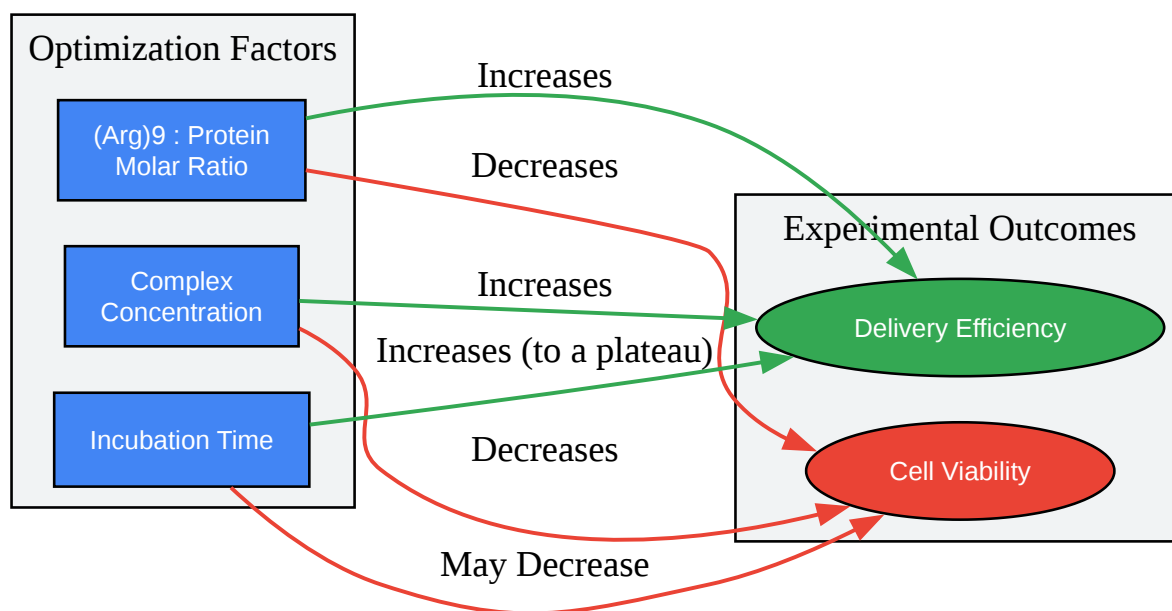 Optimization Factors
(Arg)9 : Protein
Molar Ratio
Complex
Concentration
Incubation Time
Increases
Decreases
Increases
Increases (to a plateau)
Decreases
May Decrease
Experimental Outcomes
Delivery Efficiency
Cell Viability